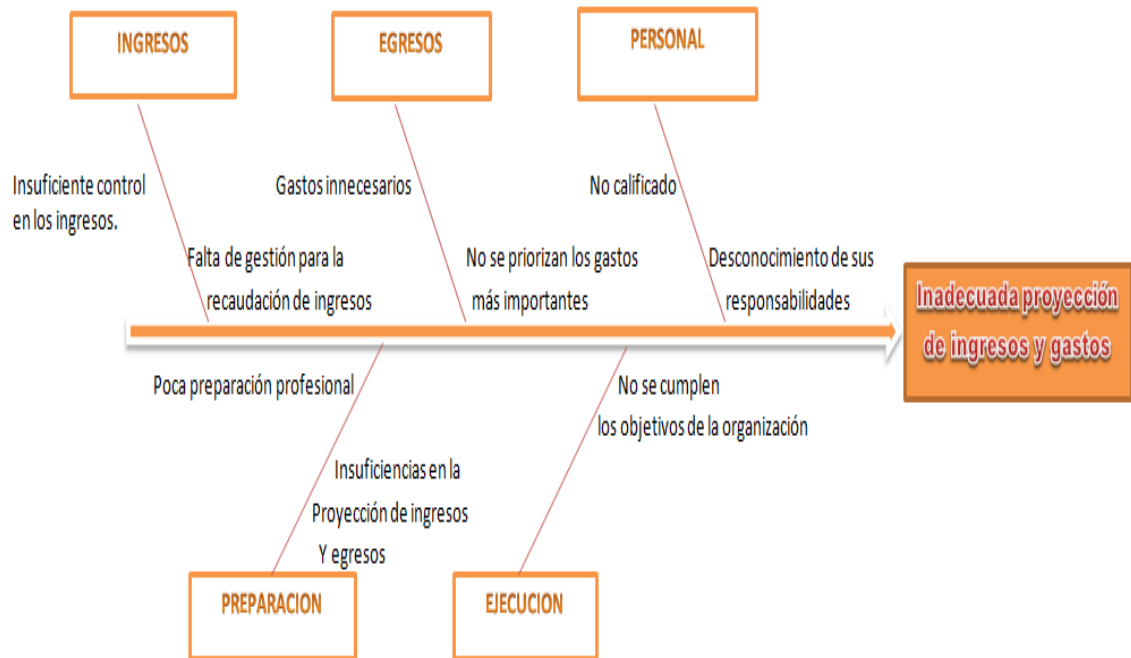 INGRESOS
EGRESOS
PERSONAL
Insuficiente control
en los ingresos.
Gastos innecesarios
No calificado
Falta de gestión para la
recaudación de ingresos
No se priorizan los gastos
más importantes
Desconocimiento de sus
responsabilidades
Inadecuada proyección
de ingresos y gastos
Poca preparación profesional
No se cumplen
los objetivos de la organización
Insuficiencias en la
Proyección de ingresos
Y egresos
PREPARACION
EJECUCION